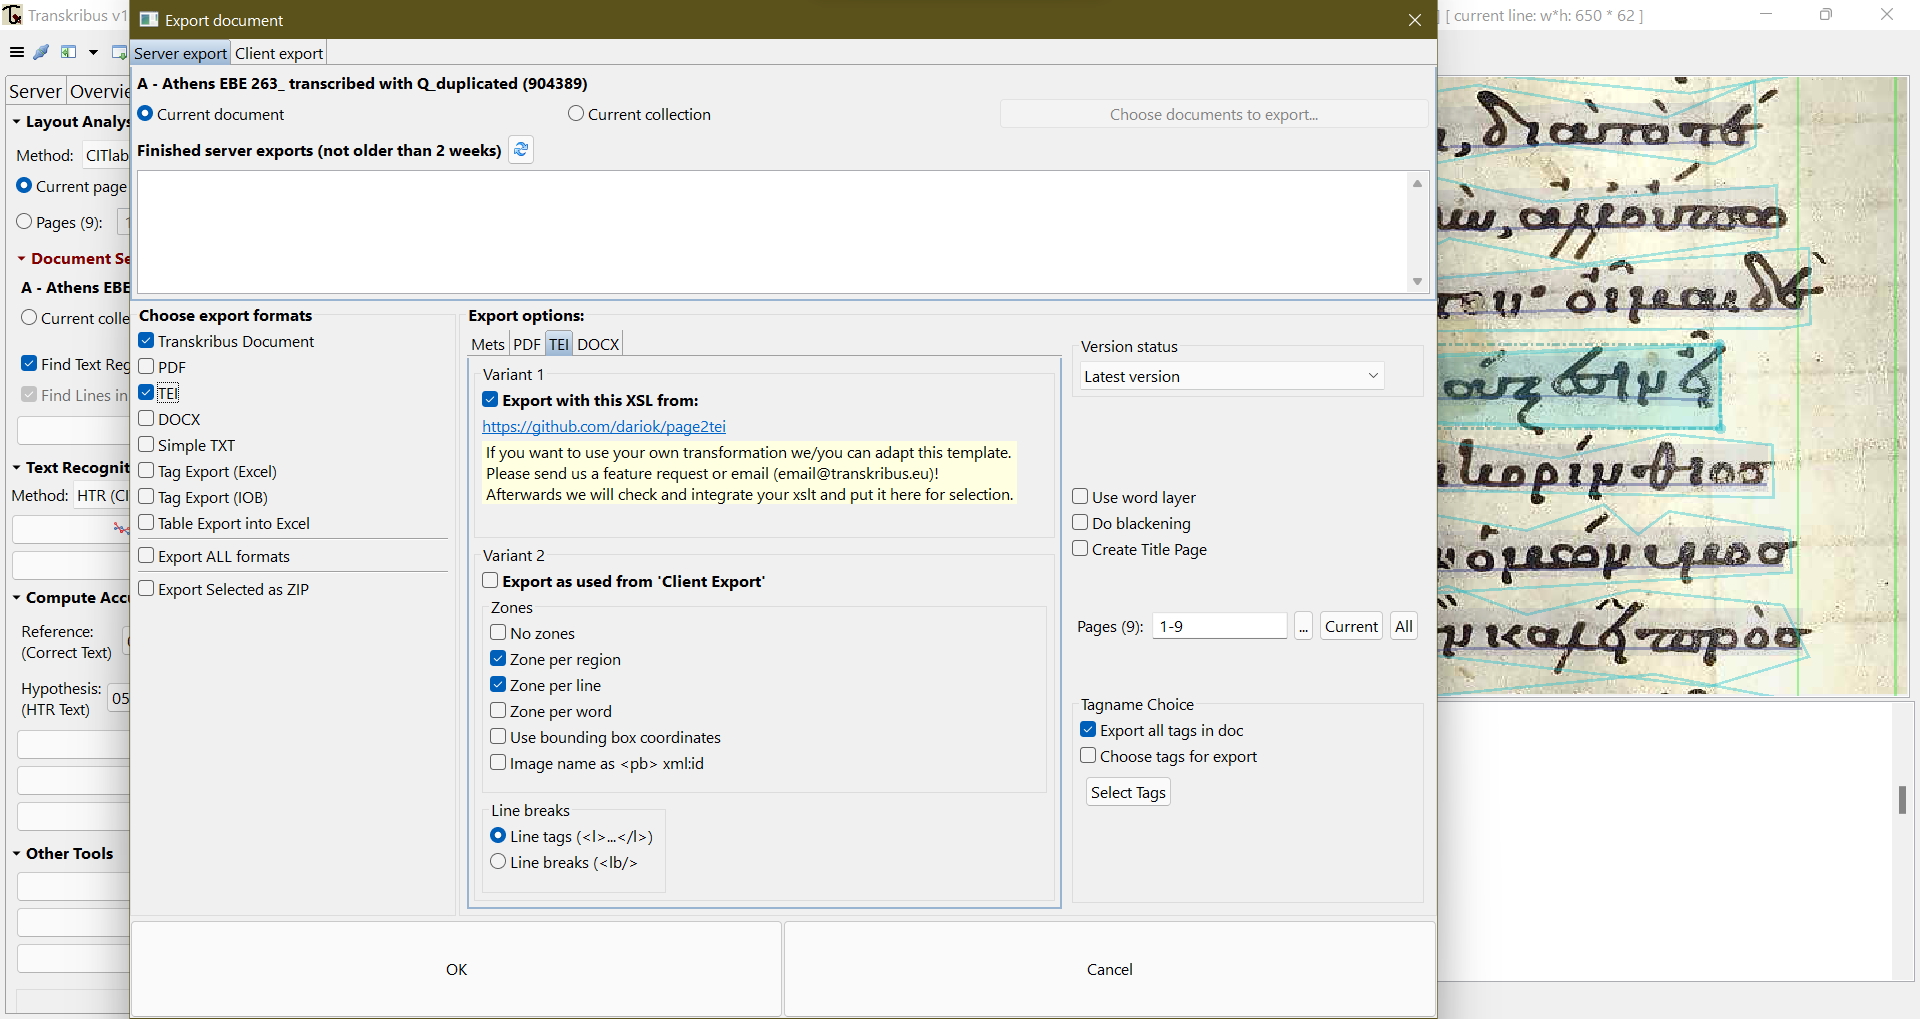 Transkribus v1
Export document
[ current line: w*h: 650 * 62 ]
Server export
Client export
Server
Overvie
A - Athens EBE 263_ transcribed with Q_duplicated (904389)
Current document
Current collection
Choose documents to export...
Finished server exports (not older than 2 weeks)
Layout Analys
Method:
CITlab
Current page
Pages (9):
Document Se
A - Athens EBE
Current colle
Find Text Reg
Find Lines in
Text Recognit
Method:
HTR (CI
Compute Accu
Reference:
(Correct Text)
Hypothesis:
(HTR Text)
05
Other Tools
Choose export formats
Transkribus Document
PDF
TEI
DOCX
Simple TXT
Tag Export (Excel)
Tag Export (IOB)
Table Export into Excel
Export ALL formats
Export Selected as ZIP
Export options:
Mets
PDF
TEI
DOCX
Variant 1
Export with this XSL from:
https://github.com/dariok/page2tei
If you want to use your own transformation we/you can adapt this template.
Please send us a feature request or email (email@transkribus.eu)!
Afterwards we will check and integrate your xslt and put it here for selection.
Variant 2
Export as used from 'Client Export'
Zones
No zones
Zone per region
Zone per line
Zone per word
Use bounding box coordinates
Image name as <pb> xml:id
Line breaks
Line tags (<l>...</l>)
Line breaks (<lb/>
Version status
Latest version
Use word layer
Do blackening
Create Title Page
Pages (9):
1-9
...
Current
All
Tagname Choice
Export all tags in doc
Choose tags for export
Select Tags
OK
Cancel